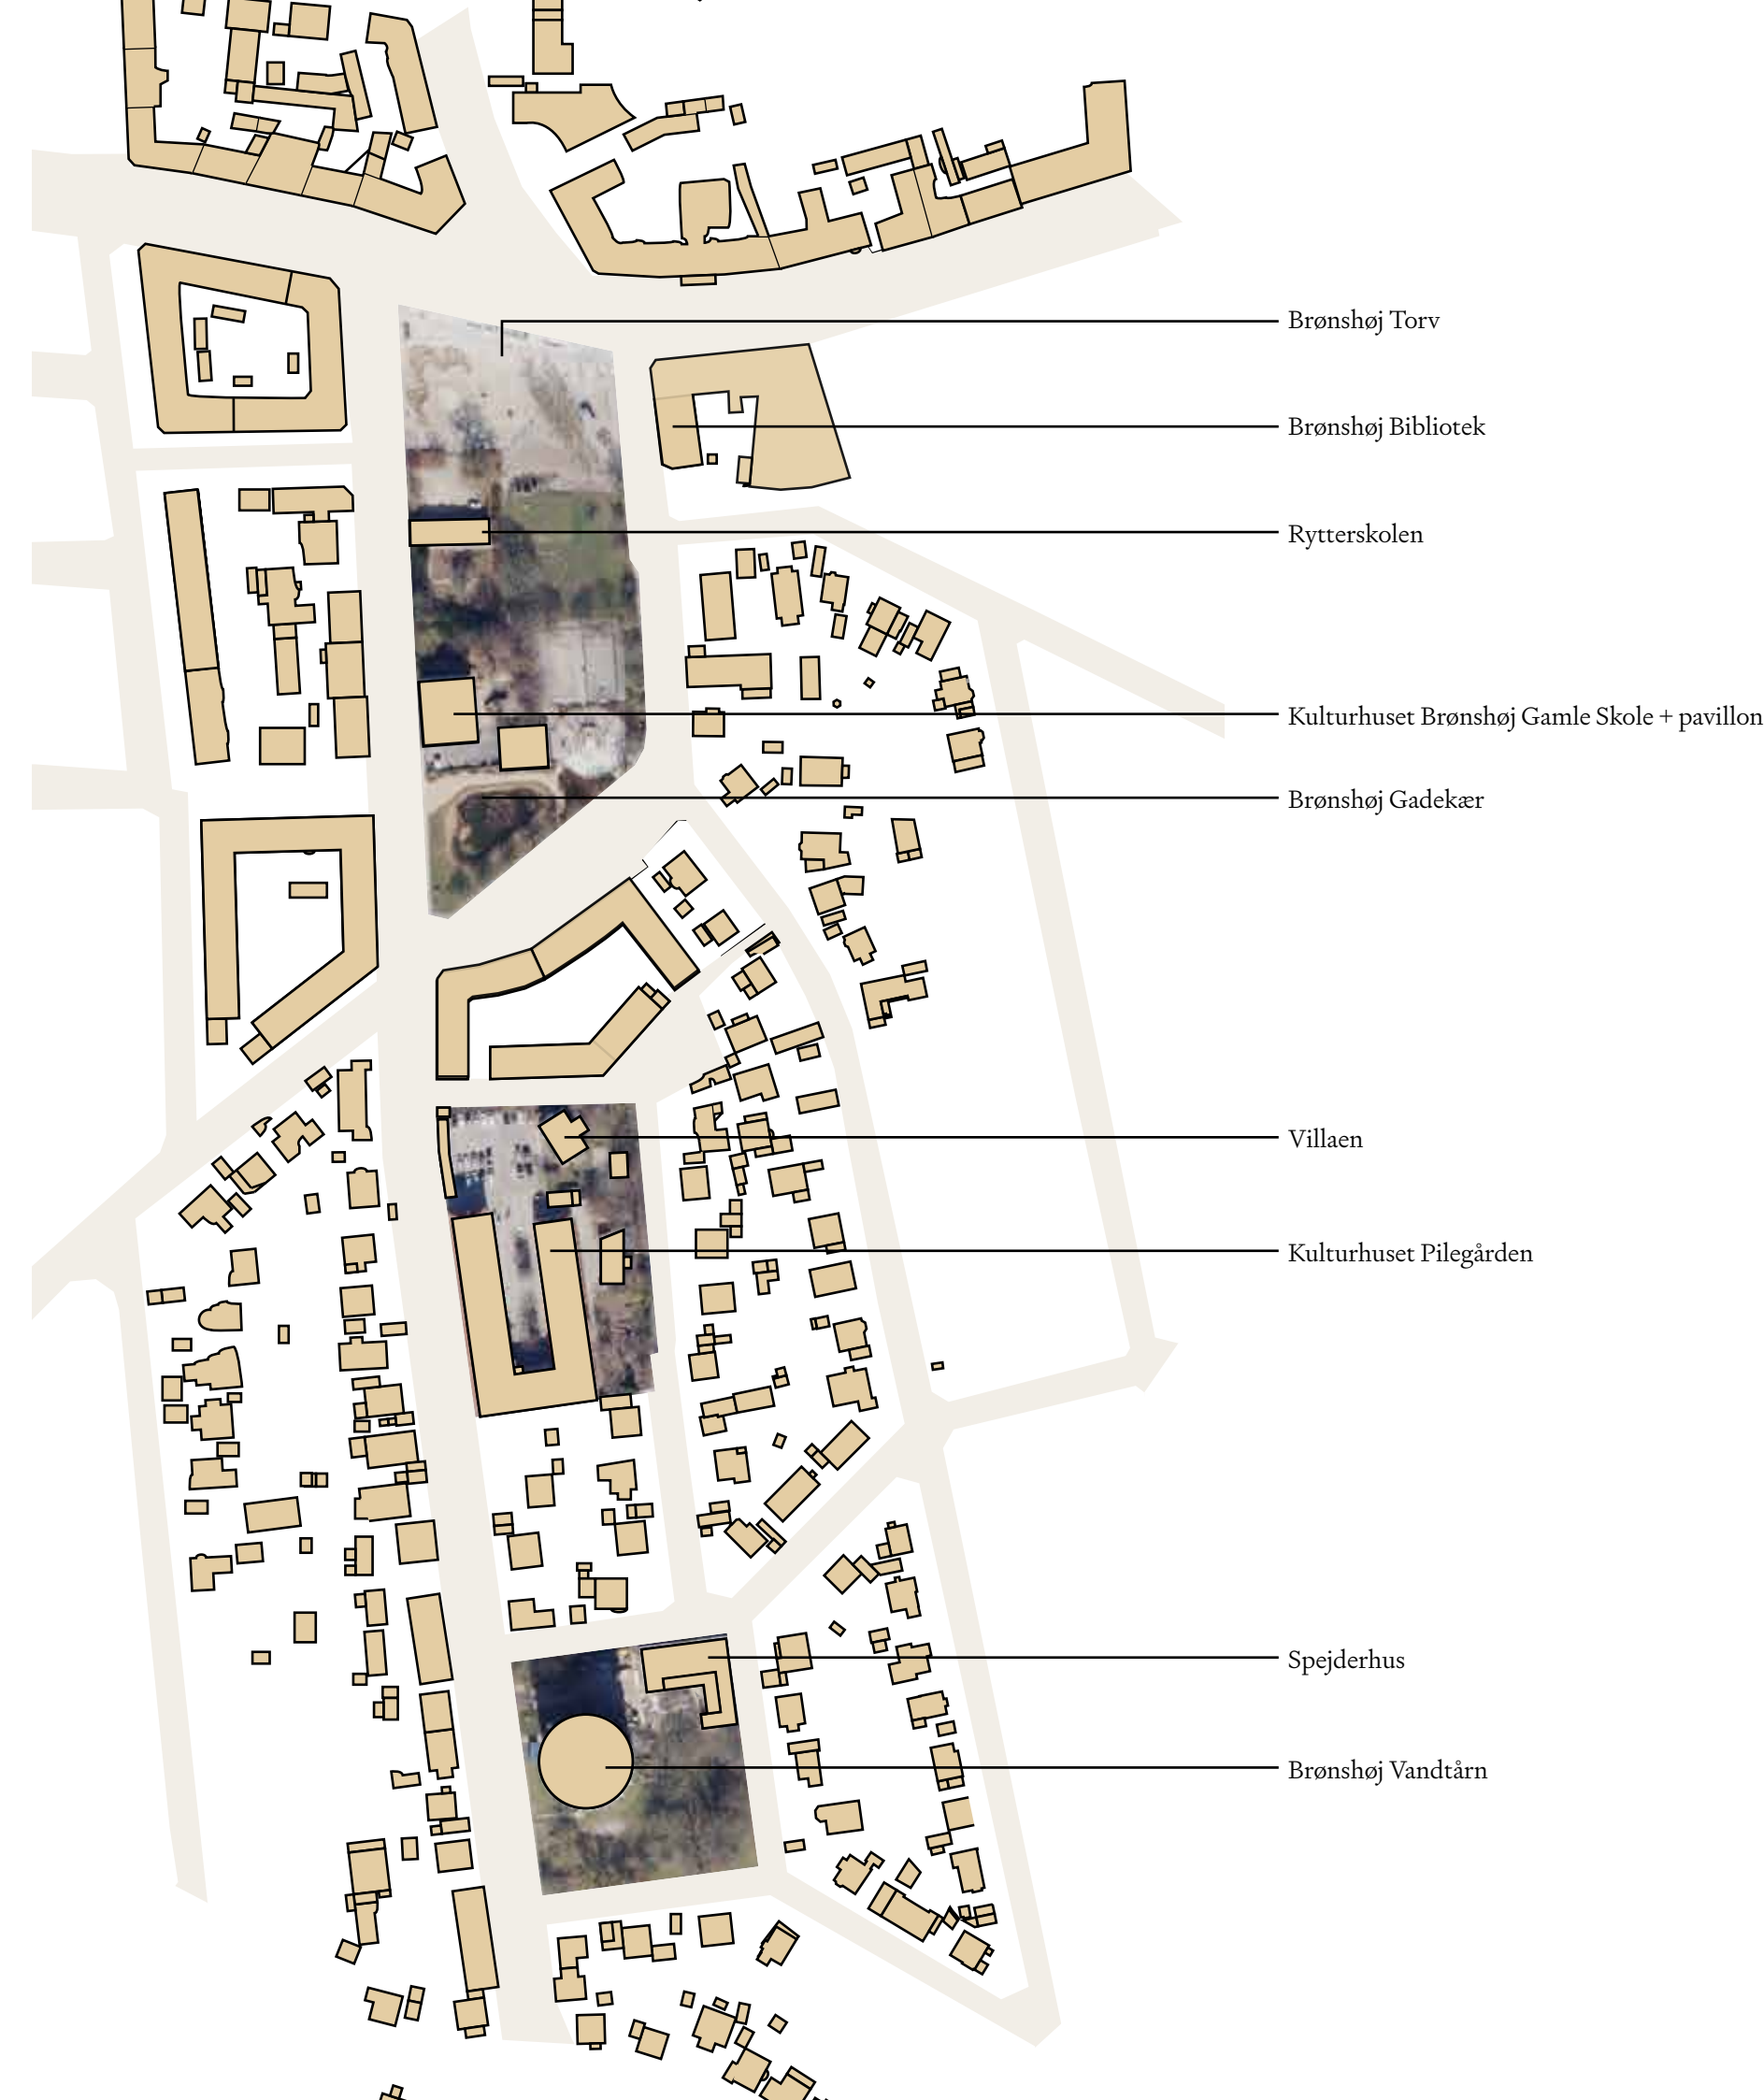 Brønshøj Torv
Brønshøj Bibliotek
Rytterskolen
Kulturhuset Brønshøj Gamle Skole + pavillon
Brønshøj Gadekær
Villaen
Kulturhuset Pilegården
Spejderhus
Brønshøj Vandtårn